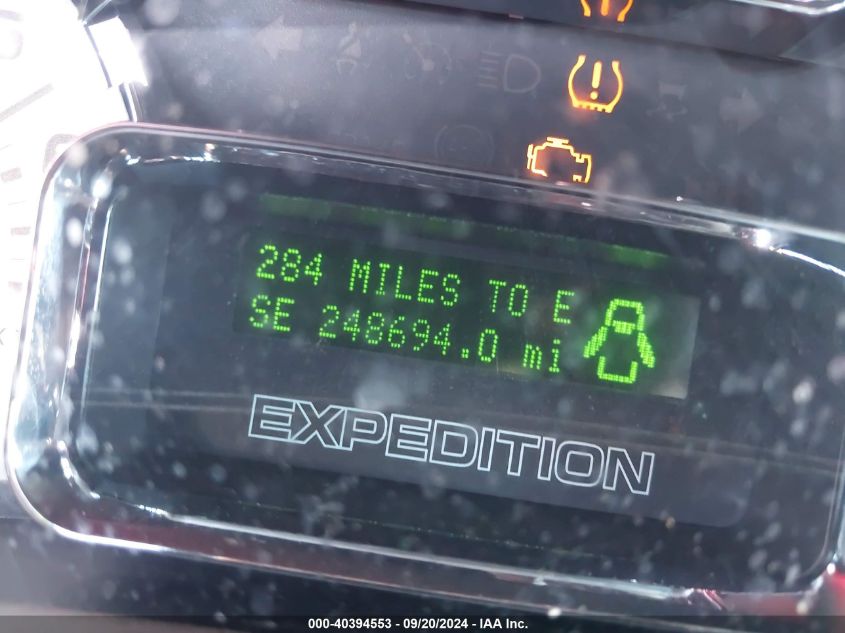 284 MILES TO E
SE 248694.0 mi
EXPEDITION
000-40394553 - 09/20/2024 - IAA Inc.